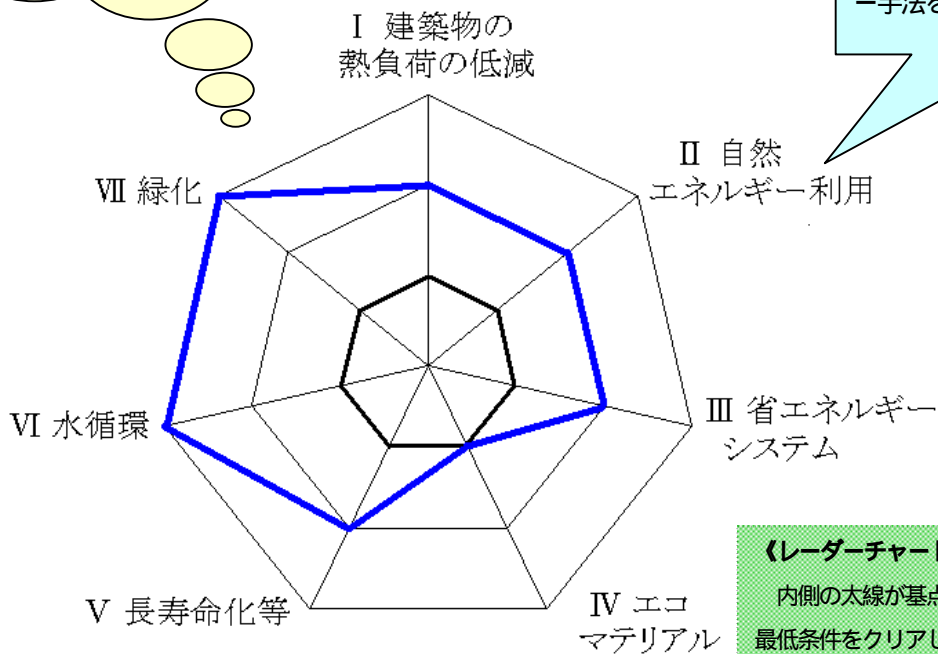 ー手法を
Ⅰ 建築物の
熱負荷の低減
Ⅱ 自然
エネルギー利用
Ⅶ 緑化
Ⅲ 省エネルギー
システム
Ⅵ 水循環
Ⅴ 長寿命化等
Ⅳ エコ
マテリアル
《レーダーチャート
内側の太線が基点
最低条件をクリアし